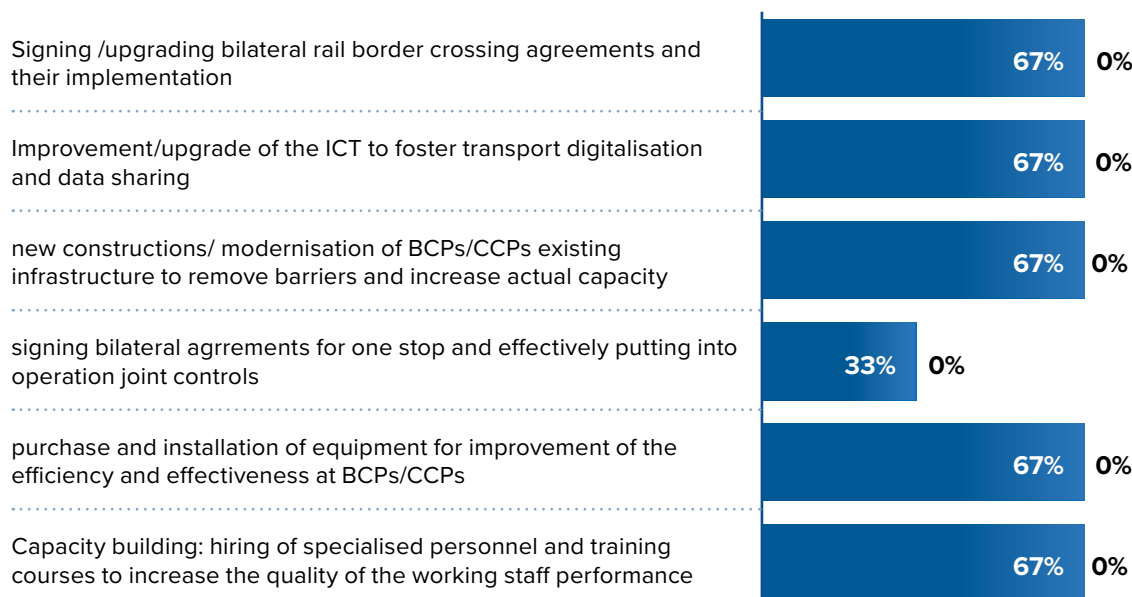 Signing /upgrading bilateral rail border crossing agreements and
their implementation
67% 0%
Improvement/upgrade of the ICT to foster transport digitalisation
and data sharing
67% 0%
new constructions/ modernisation of BCPs/CCPs existing
infrastructure to remove barriers and increase actual capacity
67% 0%
signing bilateral agrrements for one stop and effectively putting into
operation joint controls
33% 0%
purchase and installation of equipment for improvement of the
efficiency and effectiveness at BCPs/CCPs
67% 0%
Capacity building: hiring of specialised personnel and training
courses to increase the quality of the working staff performance
67% 0%